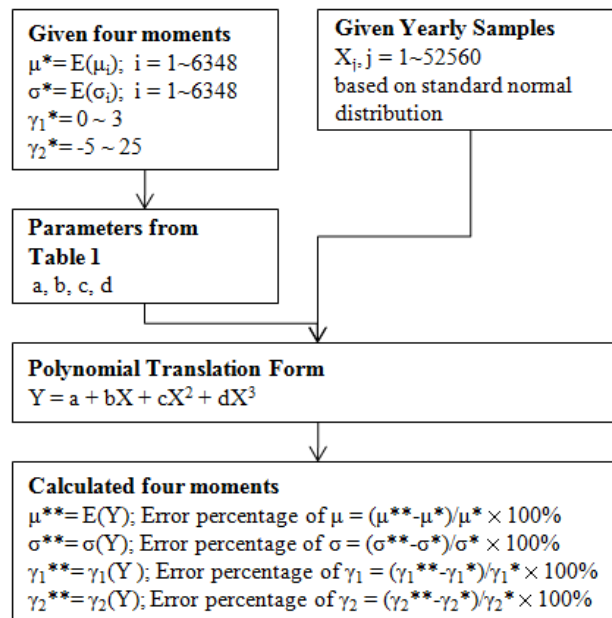 Given four moments
μ*= E(μᵢ); i = 1~6348
σ*= E(σᵢ); i = 1~6348
γ₁*= 0 ~ 3
γ₂*= -5 ~ 25
Given Yearly Samples
Xⱼ, j = 1~52560
based on standard normal
distribution
Parameters from
Table 1
a, b, c, d
Polynomial Translation Form
Y = a + bX + cX² + dX³
Calculated four moments
μ**= E(Y); Error percentage of μ = (μ**-μ*)/μ* × 100%
σ**= σ(Y); Error percentage of σ = (σ**-σ*)/σ* × 100%
γ₁**= γ₁(Y ); Error percentage of γ₁ = (γ₁**-γ₁*)/γ₁* × 100%
γ₂**= γ₂(Y); Error percentage of γ₂ = (γ₂**-γ₂*)/γ₂* × 100%